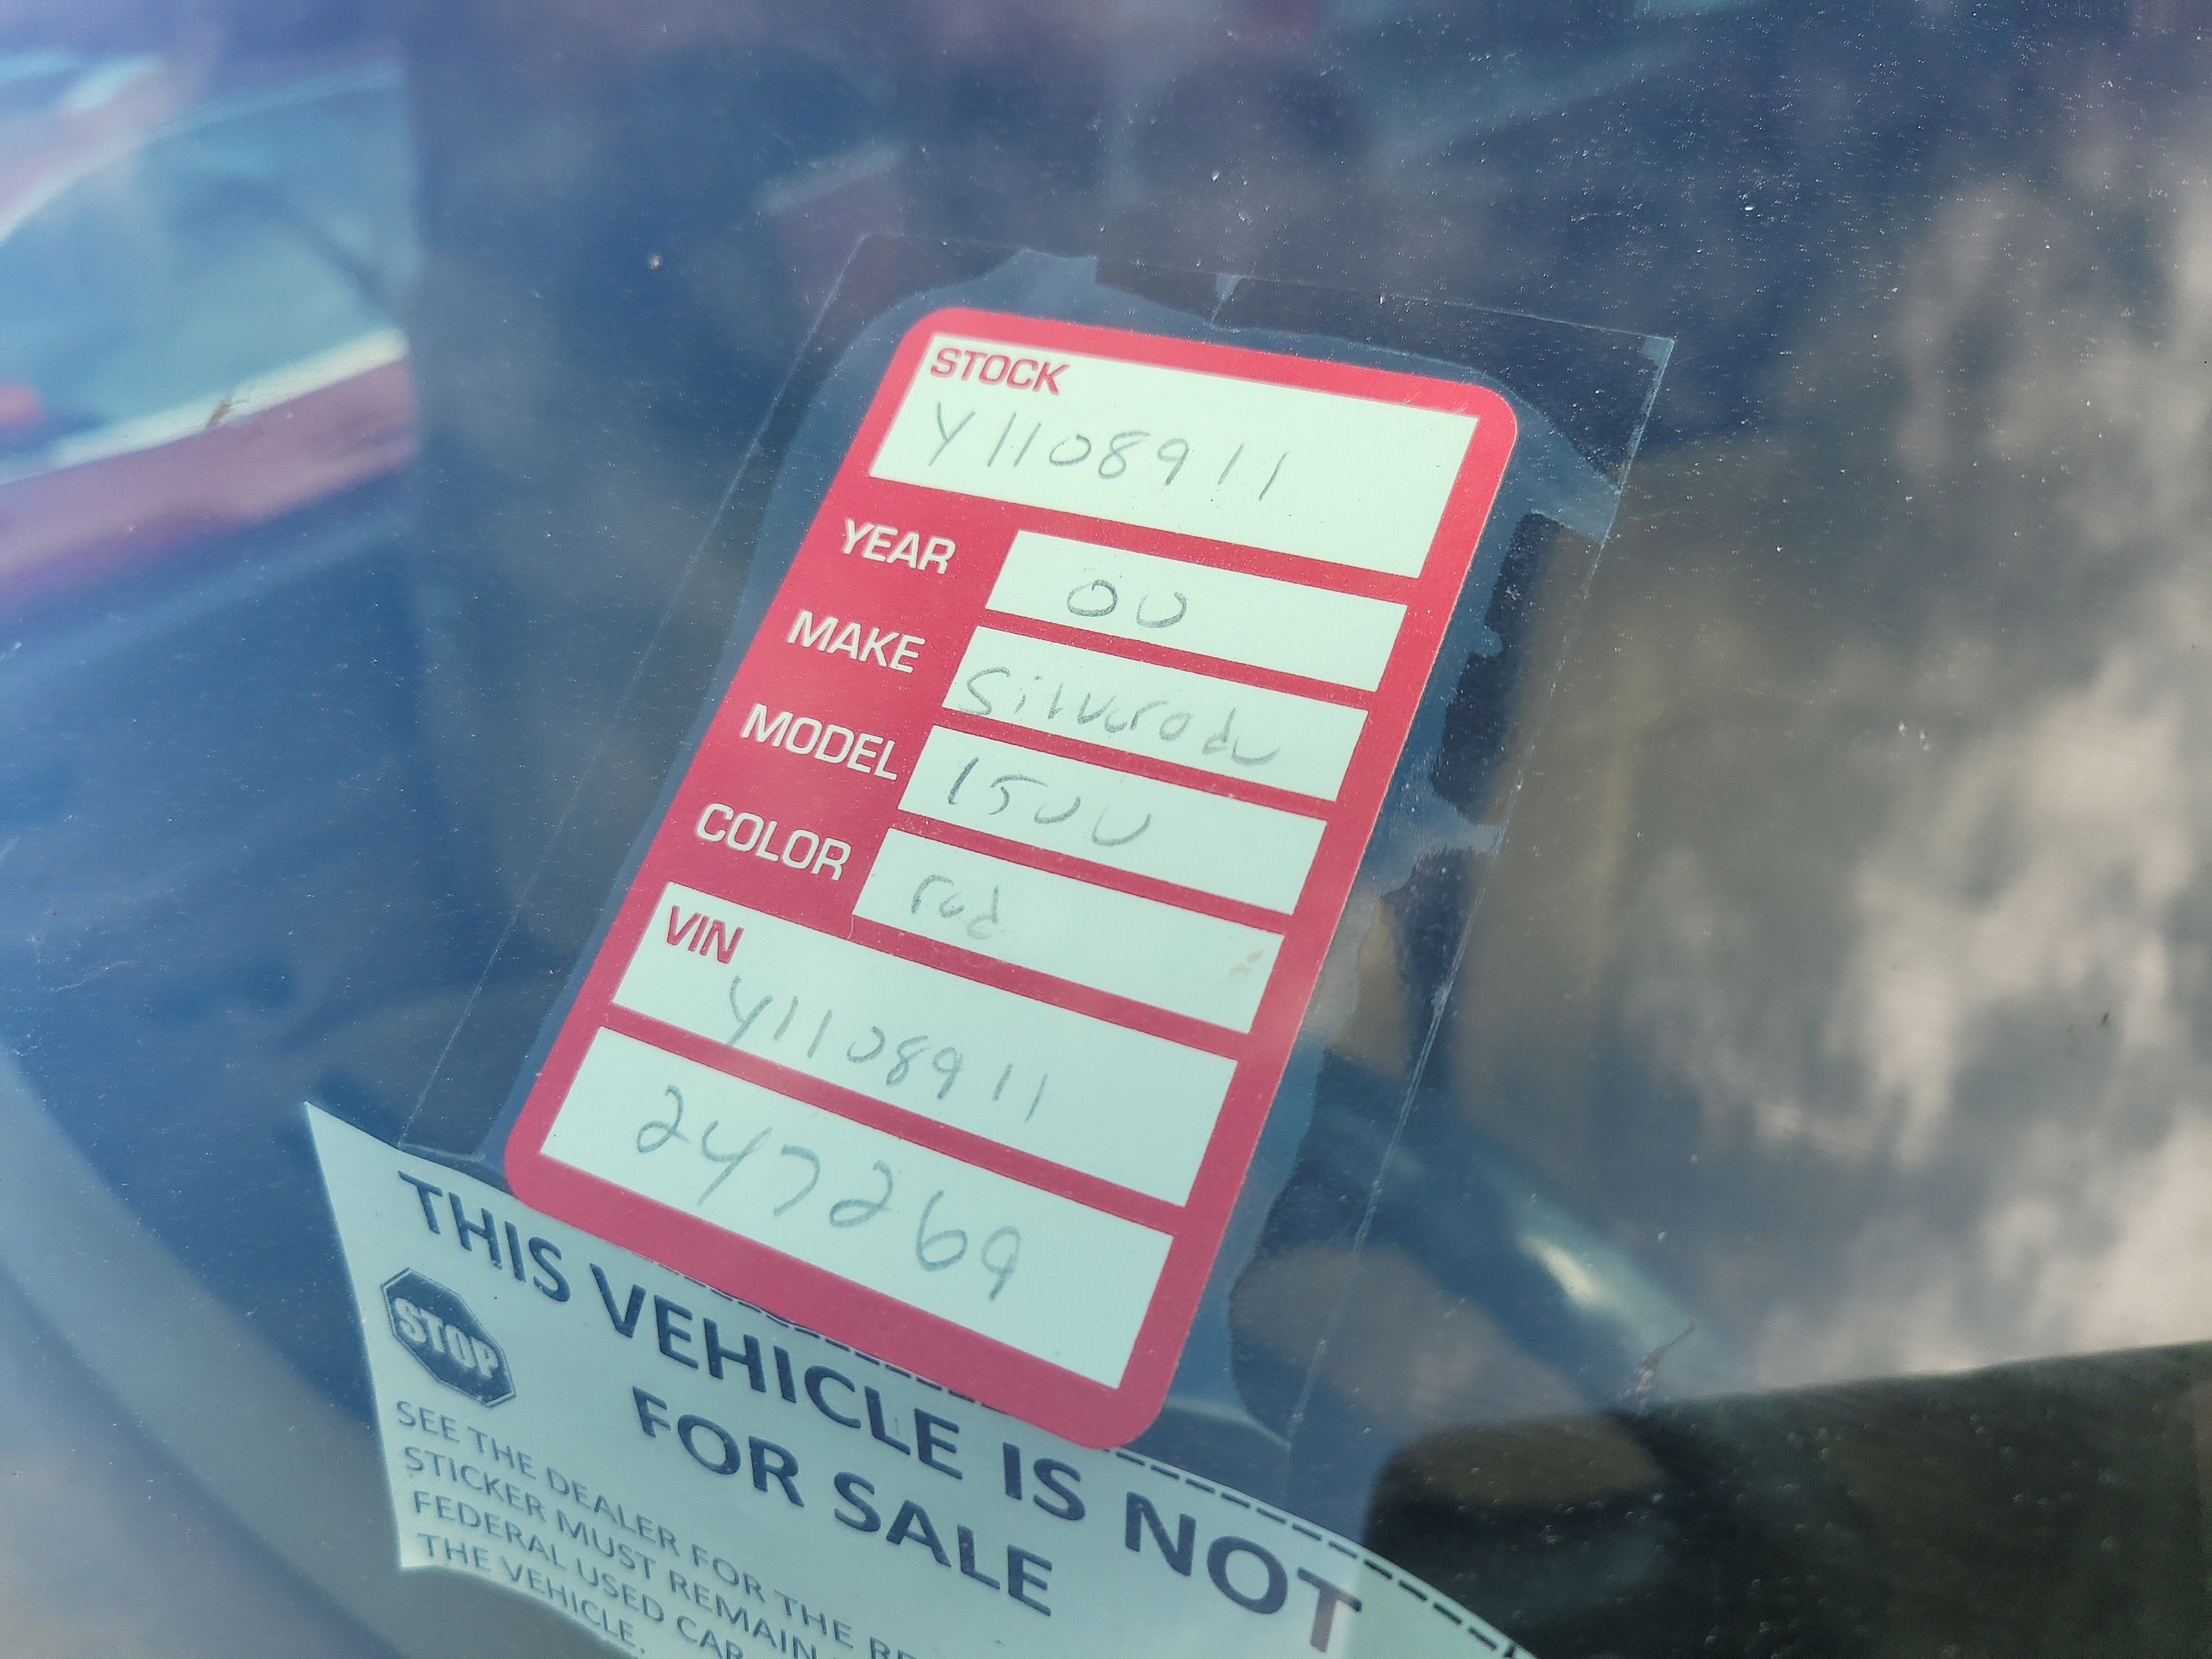 STOCK
Y1108911
YEAR 00
MAKE Silverado
MODEL 1500
COLOR red
VIN
Y1108911
247269
THIS VEHICLE IS NOT
FOR SALE
STOP
SEE THE DEALER FOR THE
STICKER MUST REMAIN
FEDERAL USED CAR
THE VEHICLE.